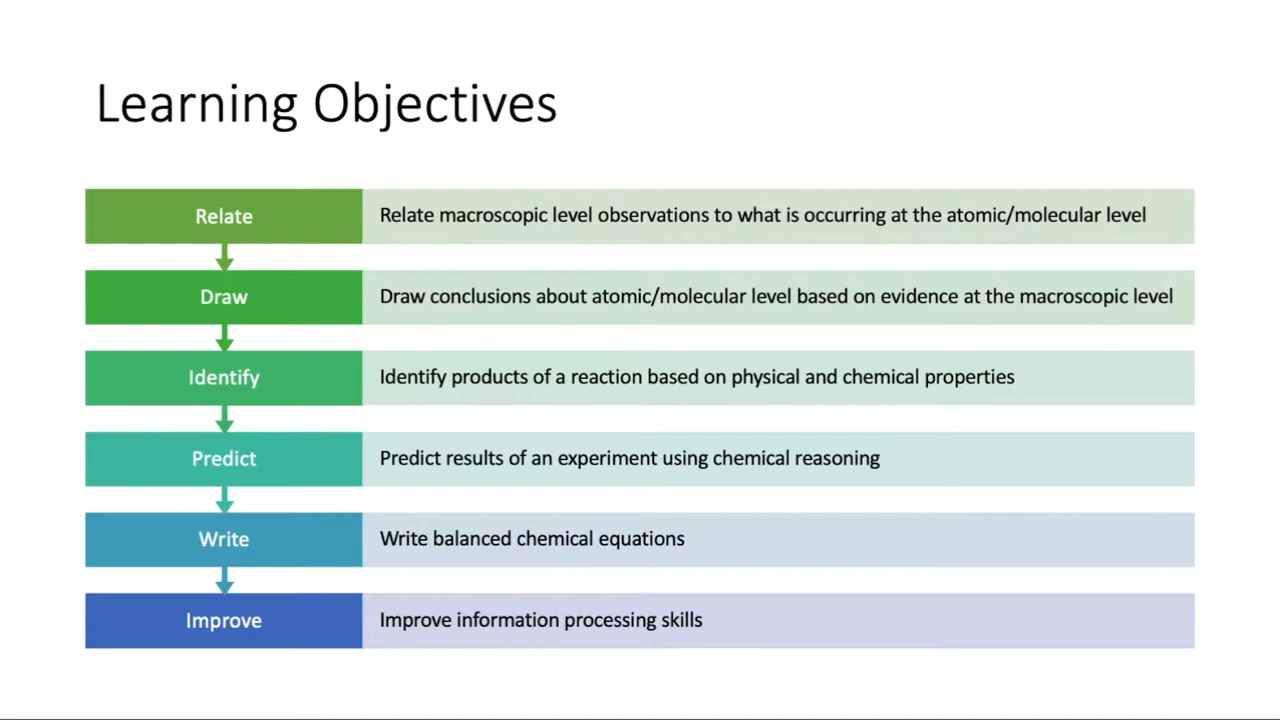 Learning Objectives
Relate
Relate macroscopic level observations to what is occurring at the atomic/molecular level
Draw
Draw conclusions about atomic/molecular level based on evidence at the macroscopic level
Identify
Identify products of a reaction based on physical and chemical properties
Predict
Predict results of an experiment using chemical reasoning
Write
Write balanced chemical equations
Improve
Improve information processing skills